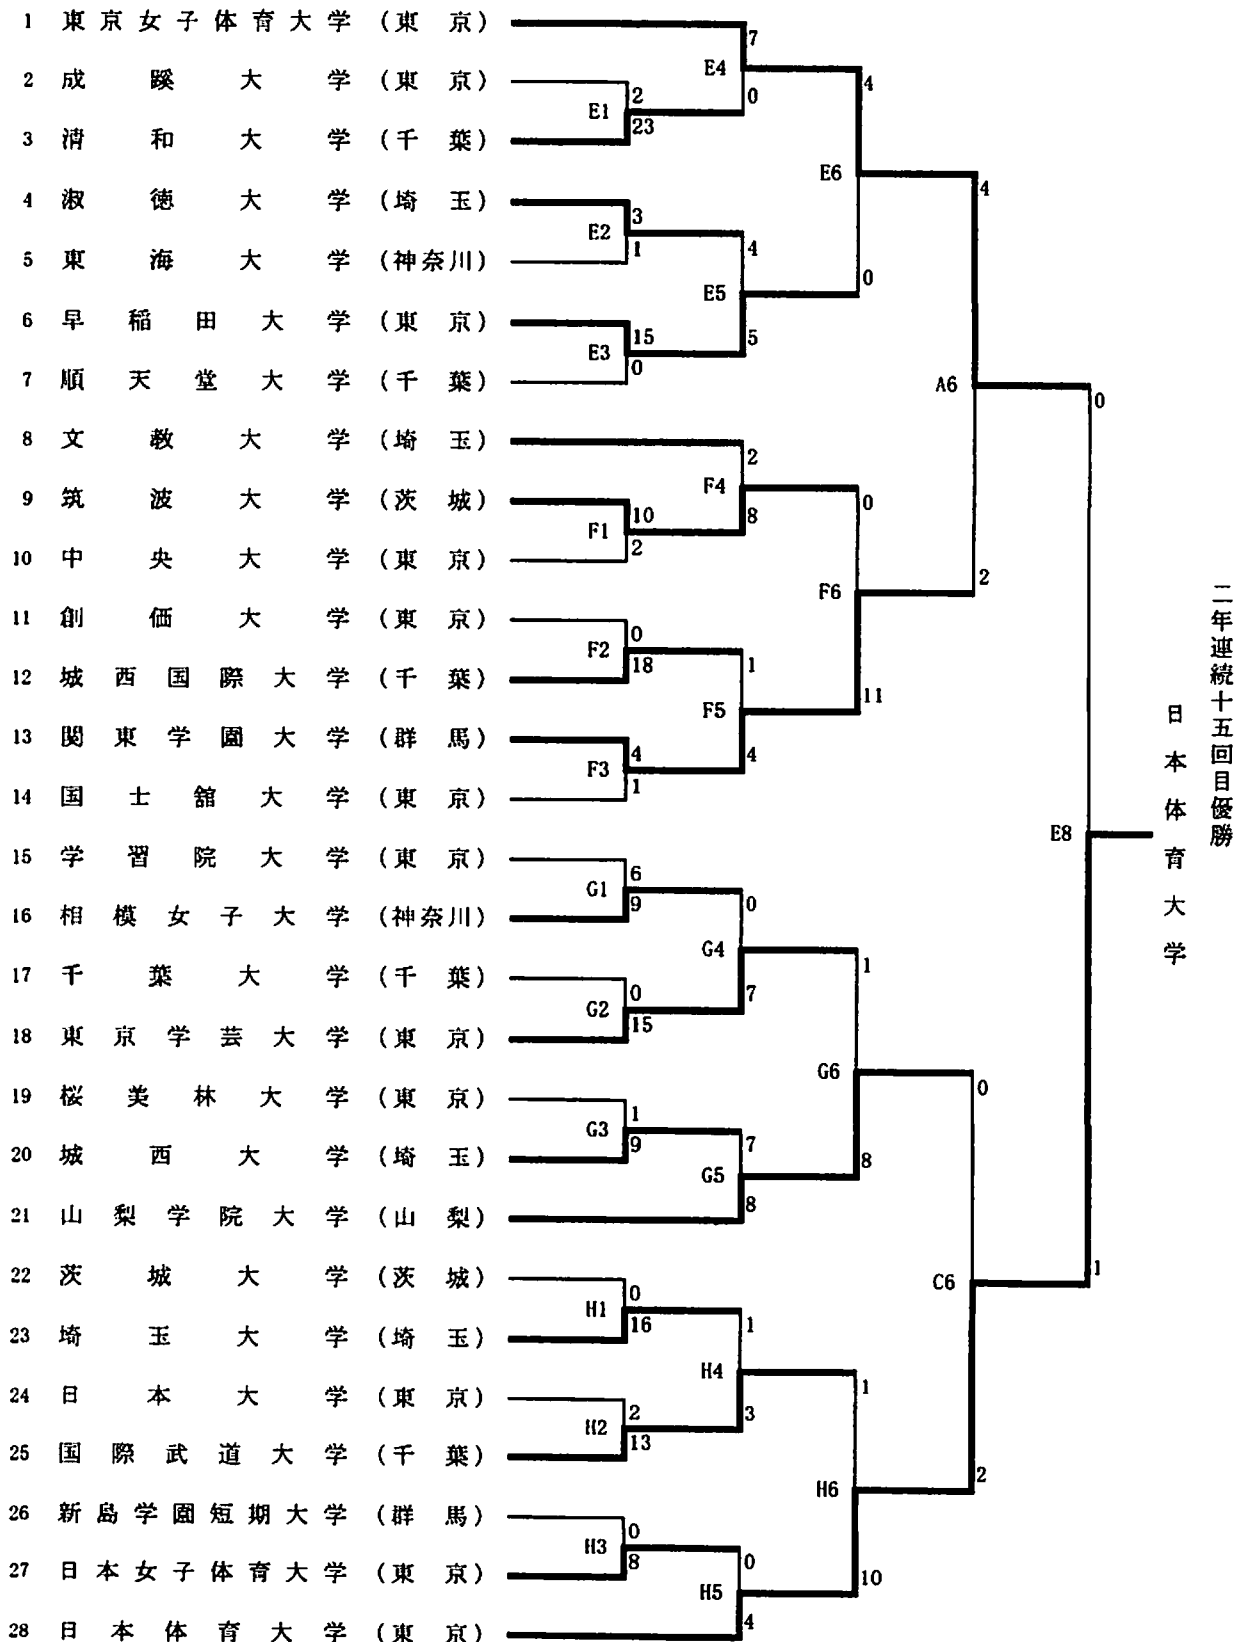 1 東京女子体育大学 (東京)
2 成蹊大学 (東京)
3 清和大学 (千葉)
4 淑徳大学 (埼玉)
5 東海大学 (神奈川)
6 早稲田大学 (東京)
7 順天堂大学 (千葉)
8 文教大学 (埼玉)
9 筑波大学 (茨城)
10 中央大学 (東京)
11 創価大学 (東京)
12 城西国際大学 (千葉)
13 関東学園大学 (群馬)
14 国士舘大学 (東京)
15 学習院大学 (東京)
16 相模女子大学 (神奈川)
17 千葉大学 (千葉)
18 東京学芸大学 (東京)
19 桜美林大学 (東京)
20 城西大学 (埼玉)
21 山梨学院大学 (山梨)
22 茨城大学 (茨城)
23 埼玉大学 (埼玉)
24 日本大学 (東京)
25 国際武道大学 (千葉)
26 新島学園短期大学 (群馬)
27 日本女子体育大学 (東京)
28 日本体育大学 (東京)
E1 2 23
E2 3 1
E3 15 0
F1 10 2
F2 0 18
F3 4 1
G1 6 9
G2 0 15
G3 1 9
H1 0 16
H2 2 13
H3 0 8
E4 7 0
E5 4 5
F4 2 8
F5 1 4
G4 0 7
G5 7 8
H4 1 3
H5 0 4
E6 4 0
F6 0 11
G6 1 8
H6 1 10
A6 4 2
C6 0 2
E8 0 1
二年連続十五回目優勝
日本体育大学